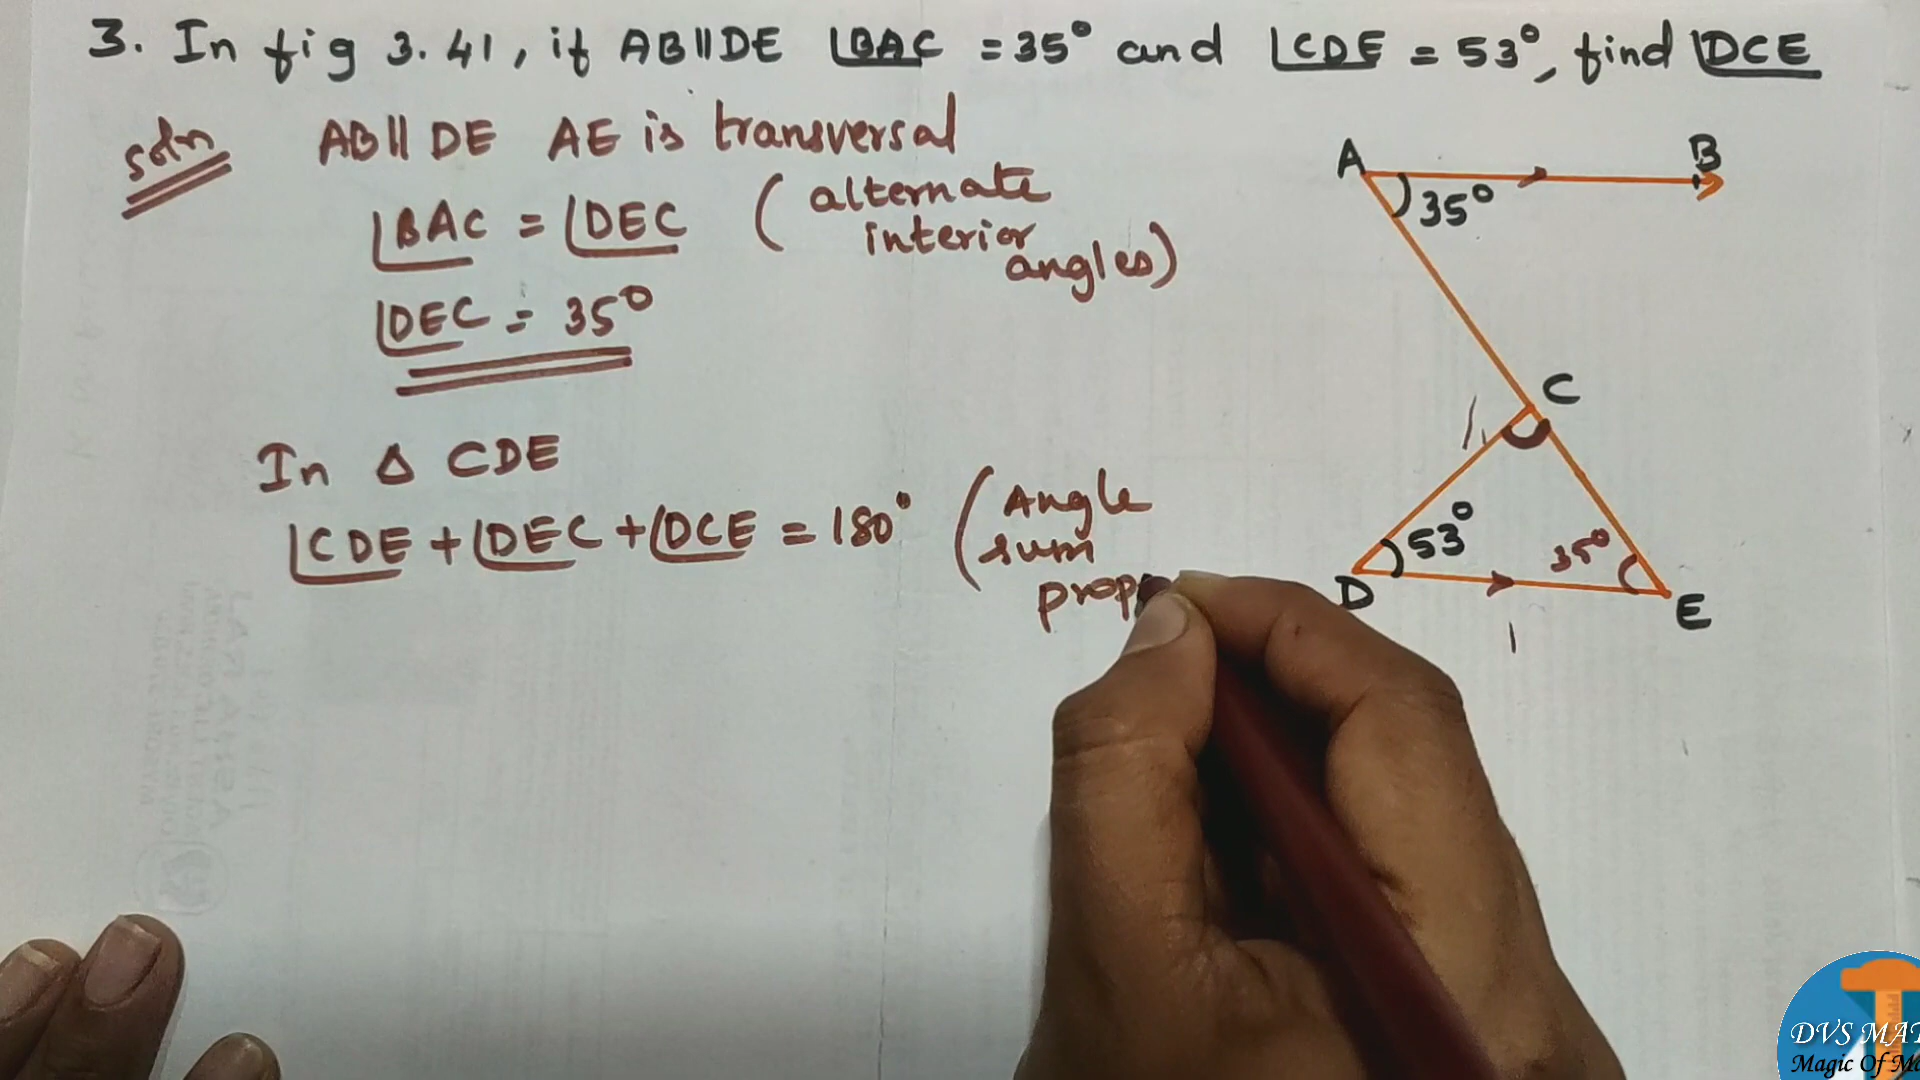 3. In fig 3.41, if AB||DE ∠BAC = 35° and ∠CDE = 53°, find ∠DCE
Soln
AB||DE AE is transversal
∠BAC = ∠DEC (alternate
interior
angles)
∠DEC = 35°
In Δ CDE
∠CDE + ∠DEC + ∠DCE = 180° (Angle
sum
prop
A
B
35°
C
53°
35°
D
E
DVS MAT
Magic Of Ma